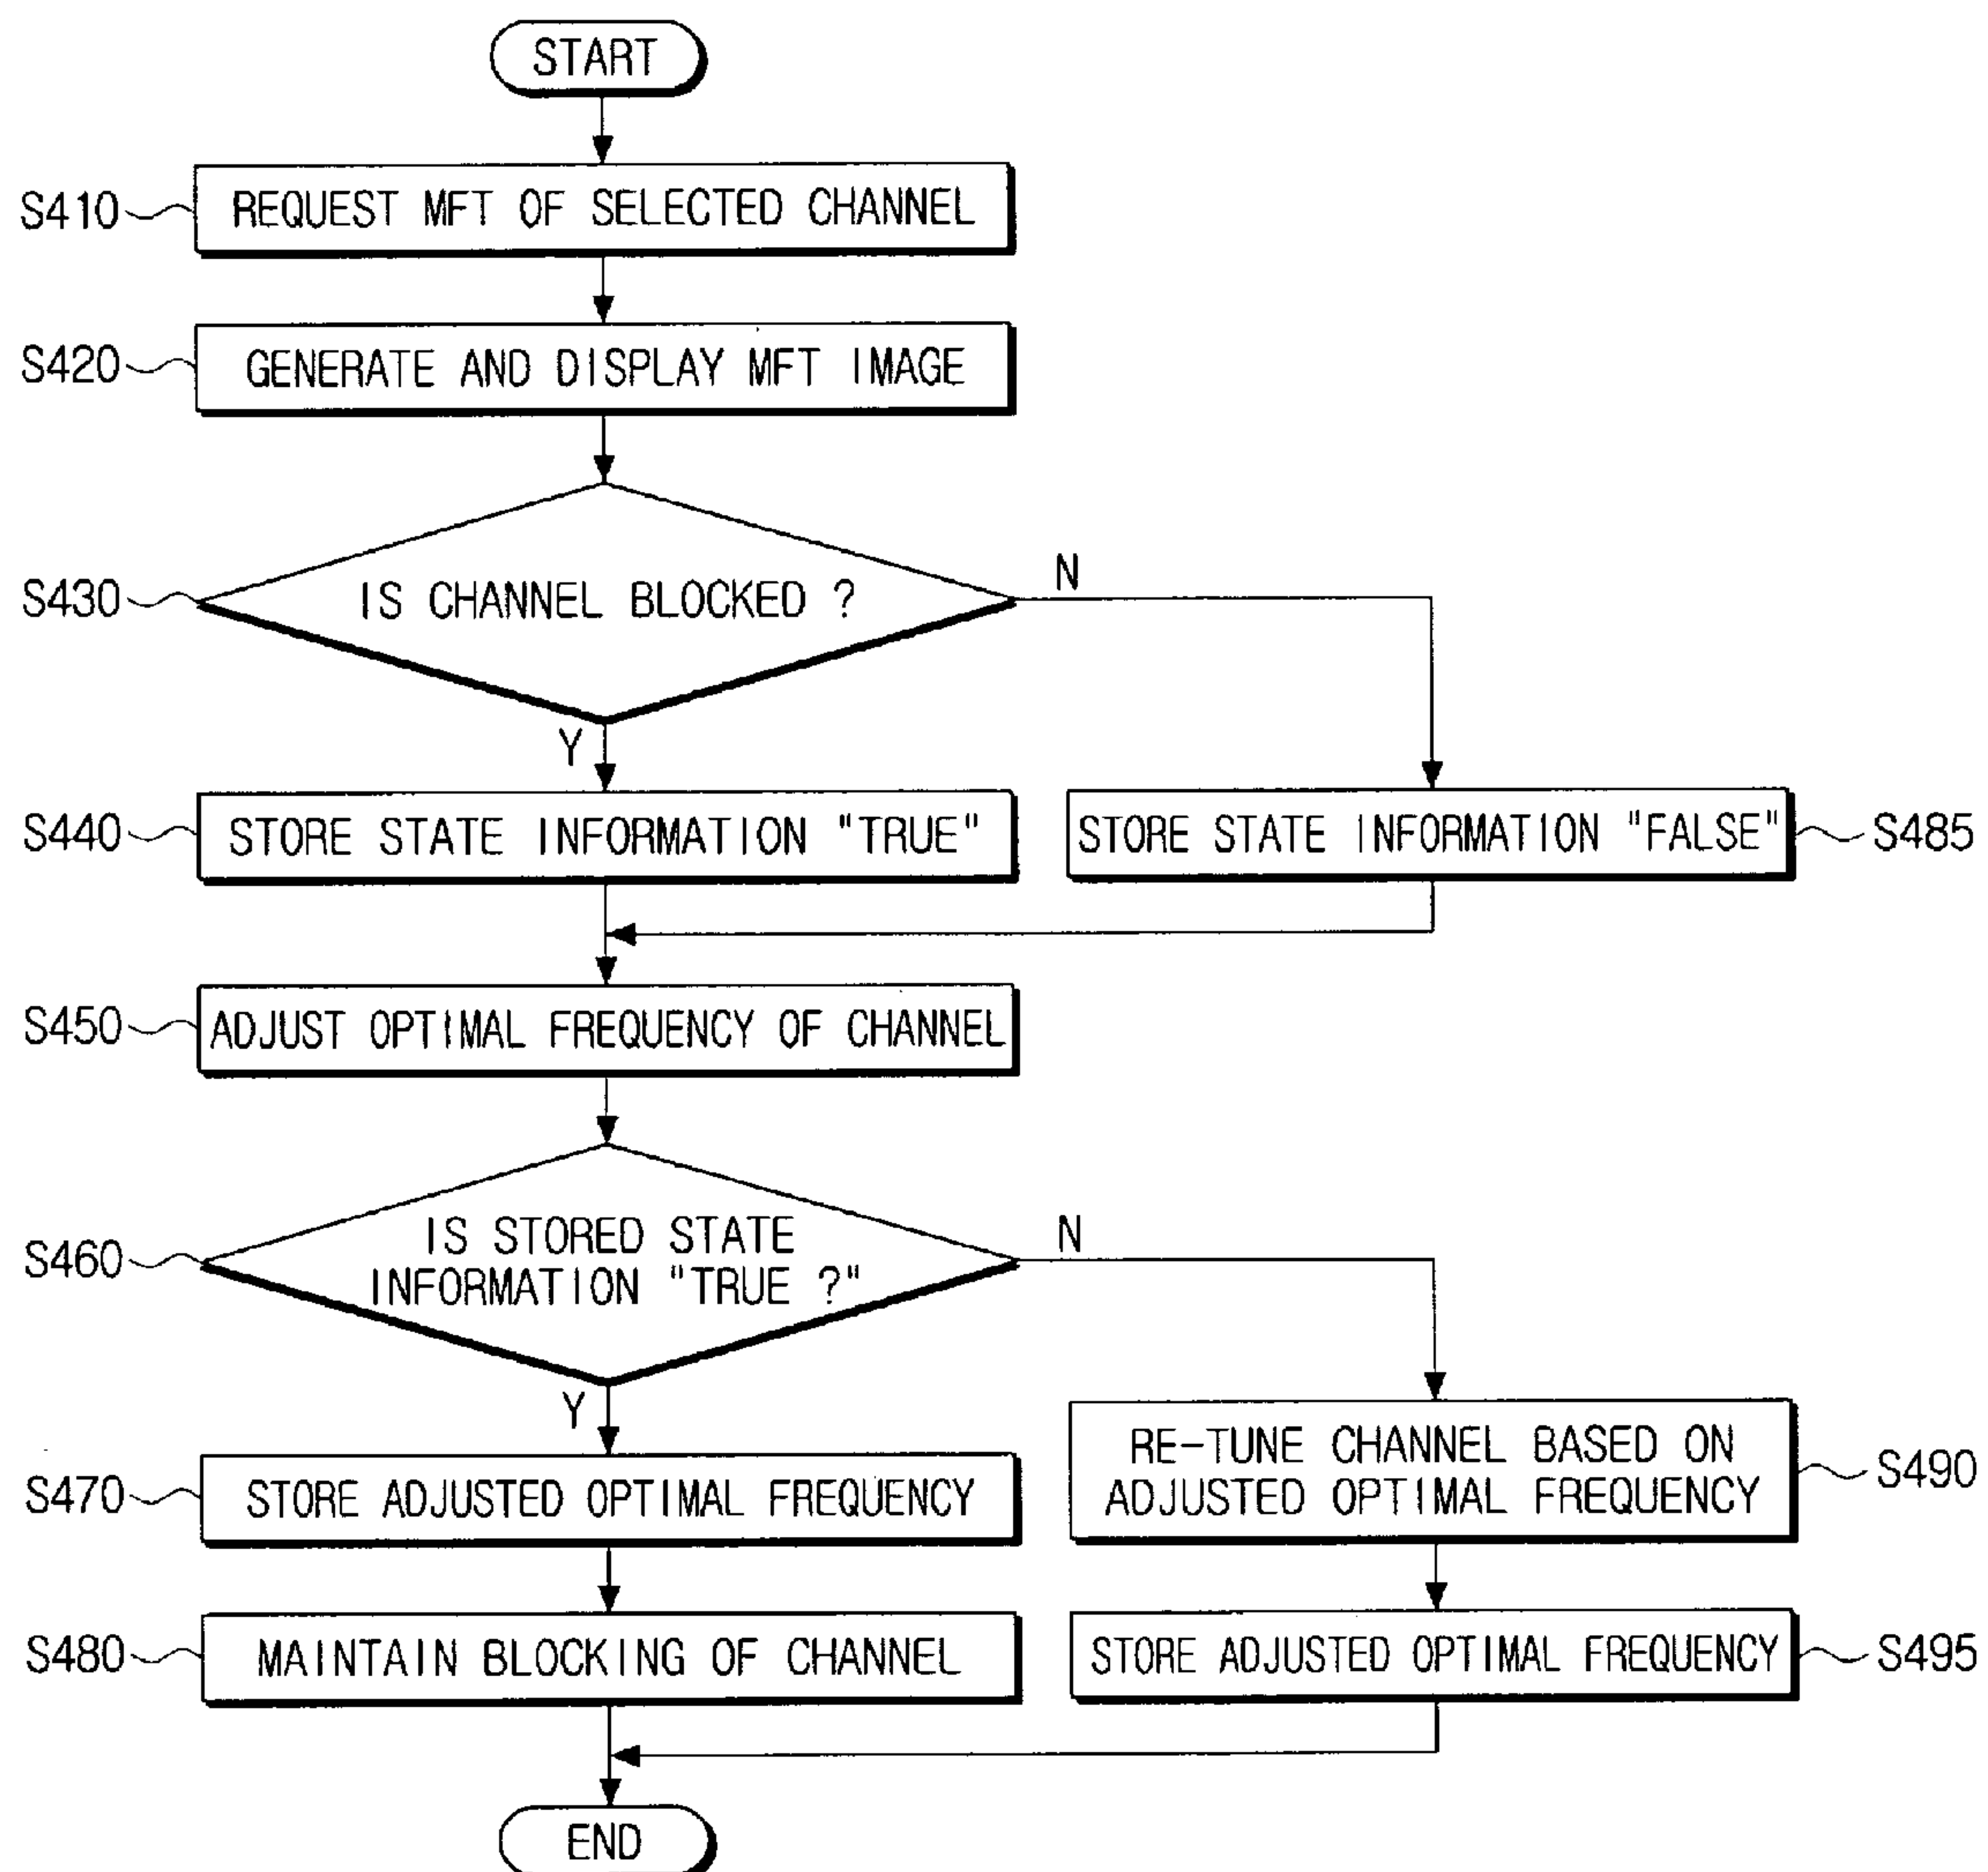 START
S410
REQUEST MFT OF SELECTED CHANNEL
S420
GENERATE AND DISPLAY MFT IMAGE
S430
IS CHANNEL BLOCKED ?
N
Y
S440
STORE STATE INFORMATION "TRUE"
STORE STATE INFORMATION "FALSE"
S485
S450
ADJUST OPTIMAL FREQUENCY OF CHANNEL
S460
IS STORED STATE
INFORMATION "TRUE ?"
N
Y
S470
STORE ADJUSTED OPTIMAL FREQUENCY
RE-TUNE CHANNEL BASED ON
ADJUSTED OPTIMAL FREQUENCY
S490
S480
MAINTAIN BLOCKING OF CHANNEL
STORE ADJUSTED OPTIMAL FREQUENCY
S495
END